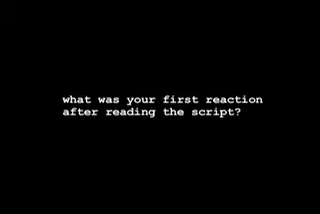 what was your first reaction
after reading the script?